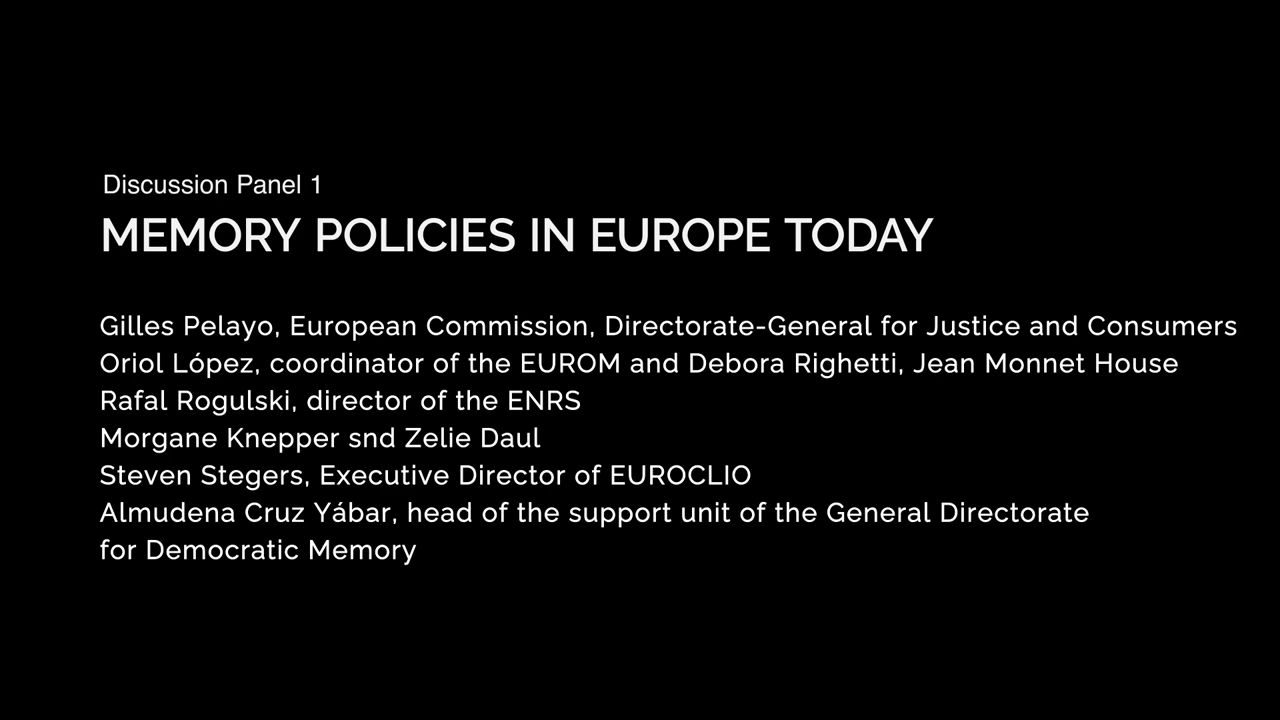 Discussion Panel 1
MEMORY POLICIES IN EUROPE TODAY
Gilles Pelayo, European Commission, Directorate-General for Justice and Consumers
Oriol López, coordinator of the EUROM and Debora Righetti, Jean Monnet House
Rafal Rogulski, director of the ENRS
Morgane Knepper snd Zelie Daul
Steven Stegers, Executive Director of EUROCLIO
Almudena Cruz Yábar, head of the support unit of the General Directorate
for Democratic Memory